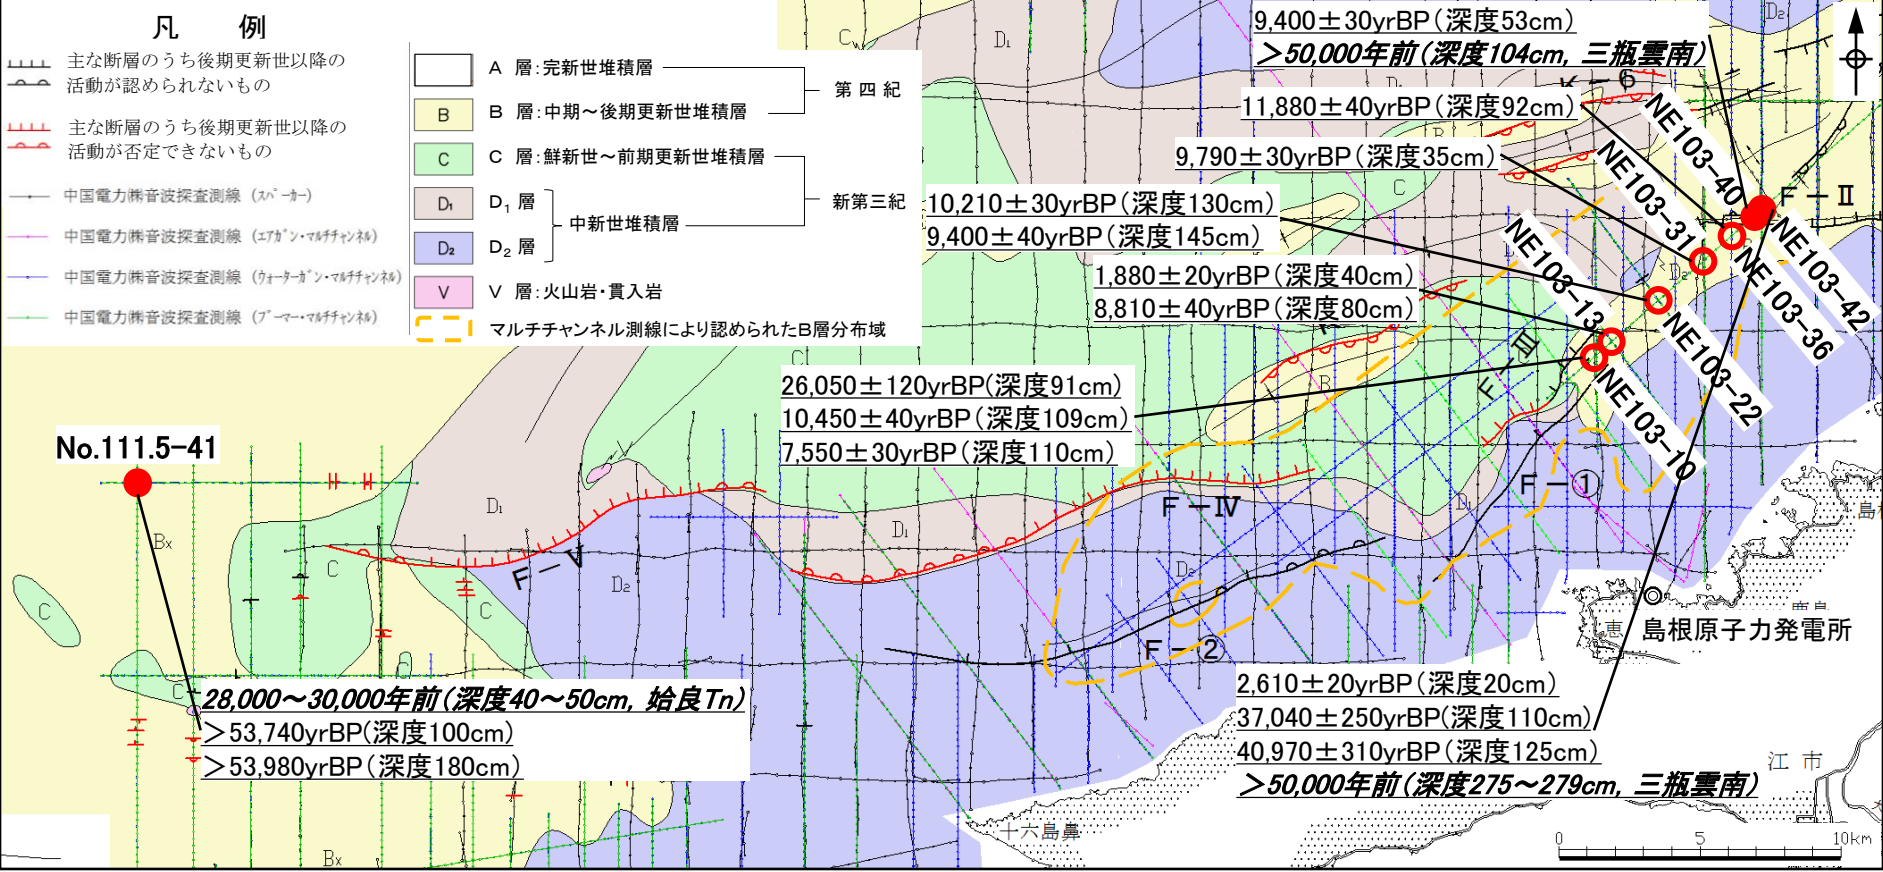 凡 例
主な断層のうち後期更新世以降の
活動が認められないもの
主な断層のうち後期更新世以降の
活動が否定できないもの
中国電力㈱音波探査測線 (スパーカー)
中国電力㈱音波探査測線 (エアガン・マルチチャンネル)
中国電力㈱音波探査測線 (ウォーターガン・マルチチャンネル)
中国電力㈱音波探査測線 (ブーマー・マルチチャンネル)
A 層:完新世堆積層
B B 層:中期～後期更新世堆積層
第四紀
C C 層:鮮新世～前期更新世堆積層
D₁ D₁ 層
D₂ D₂ 層
中新世堆積層
新第三紀
V V 層:火山岩・貫入岩
マルチチャンネル測線により認められたB層分布域
9,400±30yrBP(深度53cm)
＞50,000年前(深度104cm, 三瓶雲南)
11,880±40yrBP(深度92cm)
9,790±30yrBP(深度35cm)
10,210±30yrBP(深度130cm)
9,400±40yrBP(深度145cm)
1,880±20yrBP(深度40cm)
8,810±40yrBP(深度80cm)
26,050±120yrBP(深度91cm)
10,450±40yrBP(深度109cm)
7,550±30yrBP(深度110cm)
K－6
NE103-40
NE103-31
NE103-13
NE103-42
NE103-36
NE103-22
NE103-10
F－Ⅱ
F－Ⅲ
F－Ⅳ
F－Ⅴ
F－①
F－②
No.111.5-41
28,000～30,000年前(深度40～50cm, 姶良Tn)
＞53,740yrBP(深度100cm)
＞53,980yrBP(深度180cm)
2,610±20yrBP(深度20cm)
37,040±250yrBP(深度110cm)
40,970±310yrBP(深度125cm)
＞50,000年前(深度275～279cm, 三瓶雲南)
島根原子力発電所
恵
島
江市
十六島鼻
C
D₁
D₂
C
D₂
B
C
V
D₁
D₁
D₁
D₂
D₂
Bx
C
C
C
C
C
Bx
0 5 10km